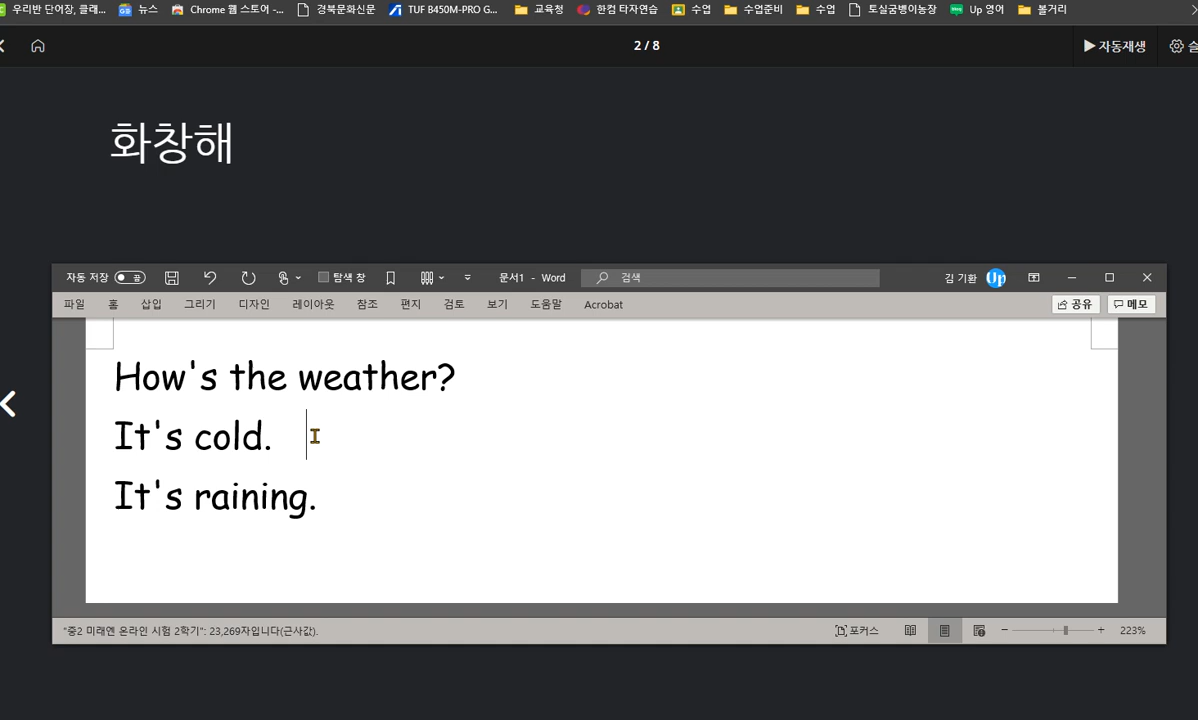 우리반 단어장, 클래... 뉴스 Chrome 웹 스토어 -... 경북문화신문 TUF B450M-PRO G... 교육청 한컴 타자연습 수업 수업준비 수업 토실굼벵이농장 Up 영어 볼거리
2 / 8 자동재생 슬
화창해
자동 저장 끔 탐색 창 문서1 - Word 검색 김 기환 Up
파일 홈 삽입 그리기 디자인 레이아웃 참조 편지 검토 보기 도움말 Acrobat 공유 메모
How's the weather?
It's cold.
It's raining.
"중2 미래엔 온라인 시험 2학기": 23,269자입니다(근사값). 포커스 223%